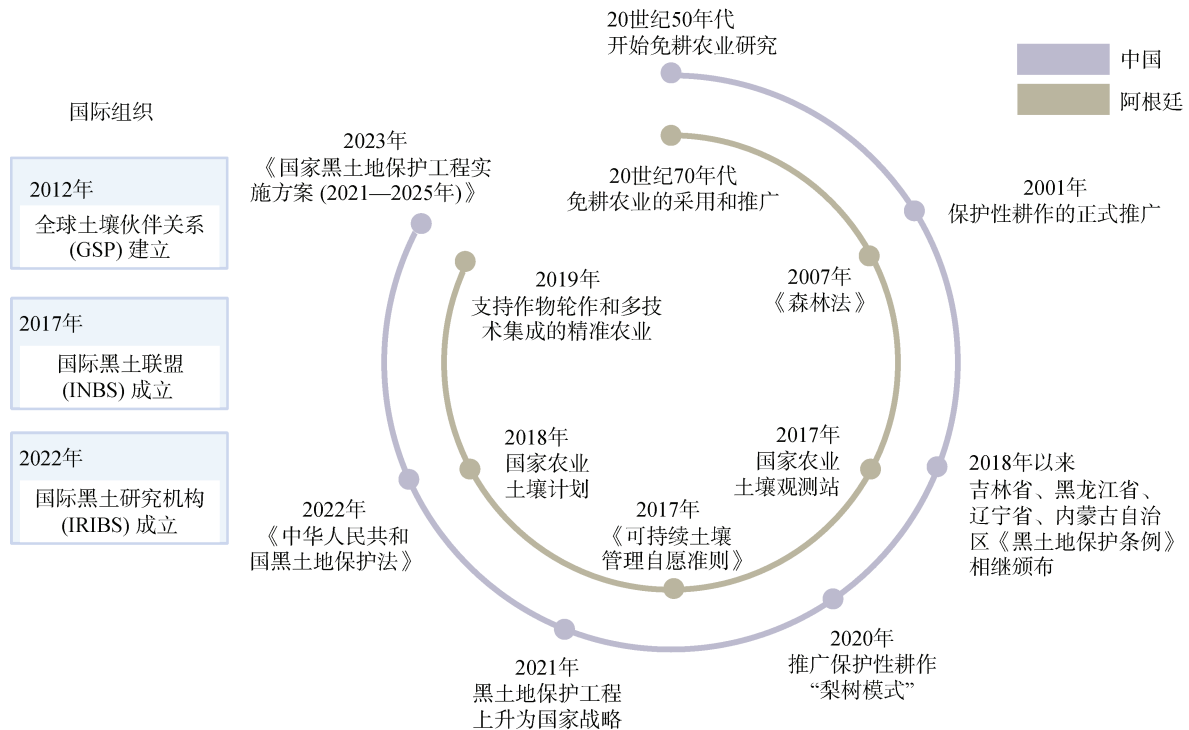 国际组织
2012年
全球土壤伙伴关系
(GSP) 建立
2017年
国际黑土联盟
(INBS) 成立
2022年
国际黑土研究机构
(IRIBS) 成立
中国
阿根廷
20世纪50年代
开始免耕农业研究
2001年
保护性耕作的正式推广
2018年以来
吉林省、黑龙江省、
辽宁省、内蒙古自治
区《黑土地保护条例》
相继颁布
2020年
推广保护性耕作
“梨树模式”
2021年
黑土地保护工程
上升为国家战略
2022年
《中华人民共和
国黑土地保护法》
2023年
《国家黑土地保护工程实
施方案 (2021—2025年)》
20世纪70年代
免耕农业的采用和推广
2007年
《森林法》
2017年
国家农业
土壤观测站
2017年
《可持续土壤
管理自愿准则》
2018年
国家农业
土壤计划
2019年
支持作物轮作和多技
术集成的精准农业